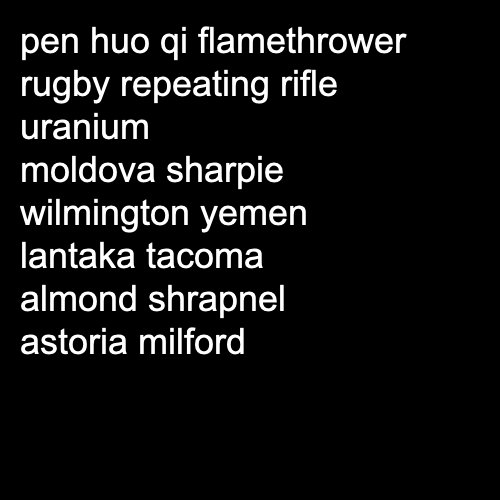 pen huo qi flamethrower
rugby repeating rifle
uranium
moldova sharpie
wilmington yemen
lantaka tacoma
almond shrapnel
astoria milford